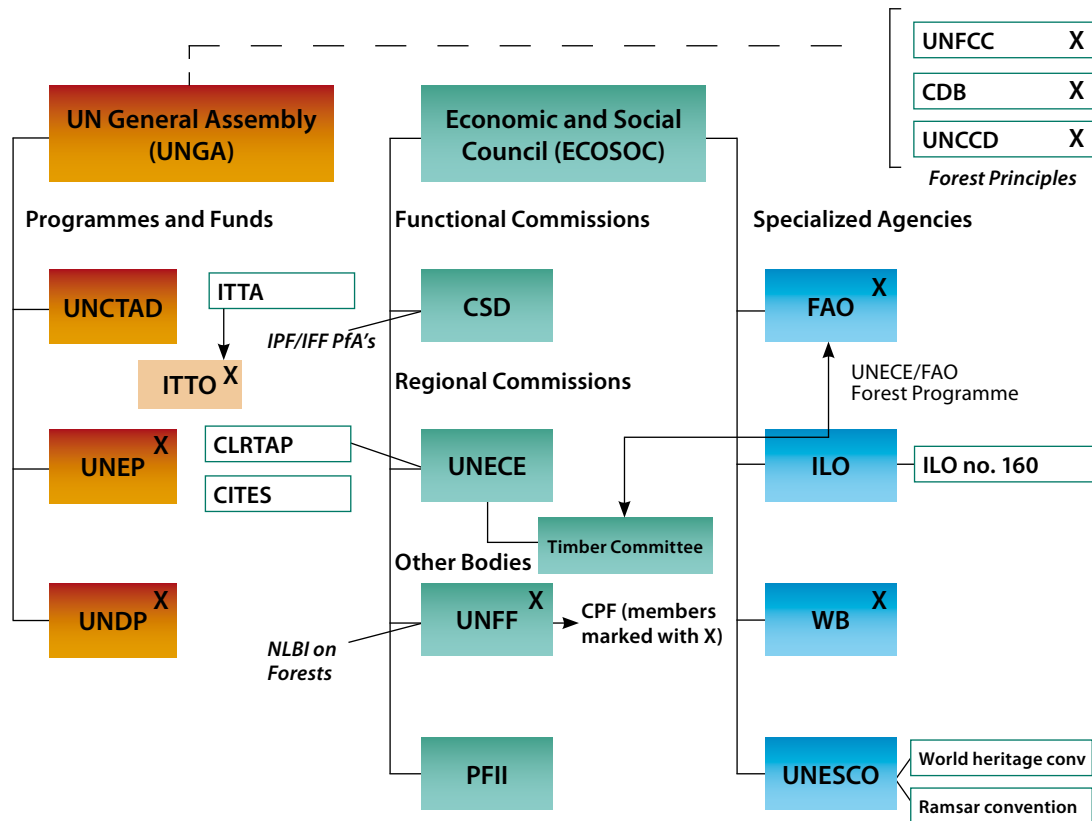 UNFCC X
CDB X
UNCCD X
Forest Principles
UN General Assembly
(UNGA)
Economic and Social
Council (ECOSOC)
Programmes and Funds
Functional Commissions
Specialized Agencies
UNCTAD
ITTA
ITTO X
IPF/IFF PfA's
CSD
FAO X
Regional Commissions
UNECE/FAO
Forest Programme
UNEP X
CLRTAP
CITES
UNECE
ILO
ILO no. 160
Timber Committee
Other Bodies
UNDP X
NLBI on
Forests
UNFF X
CPF (members
marked with X)
WB X
PFII
UNESCO
World heritage conv
Ramsar convention